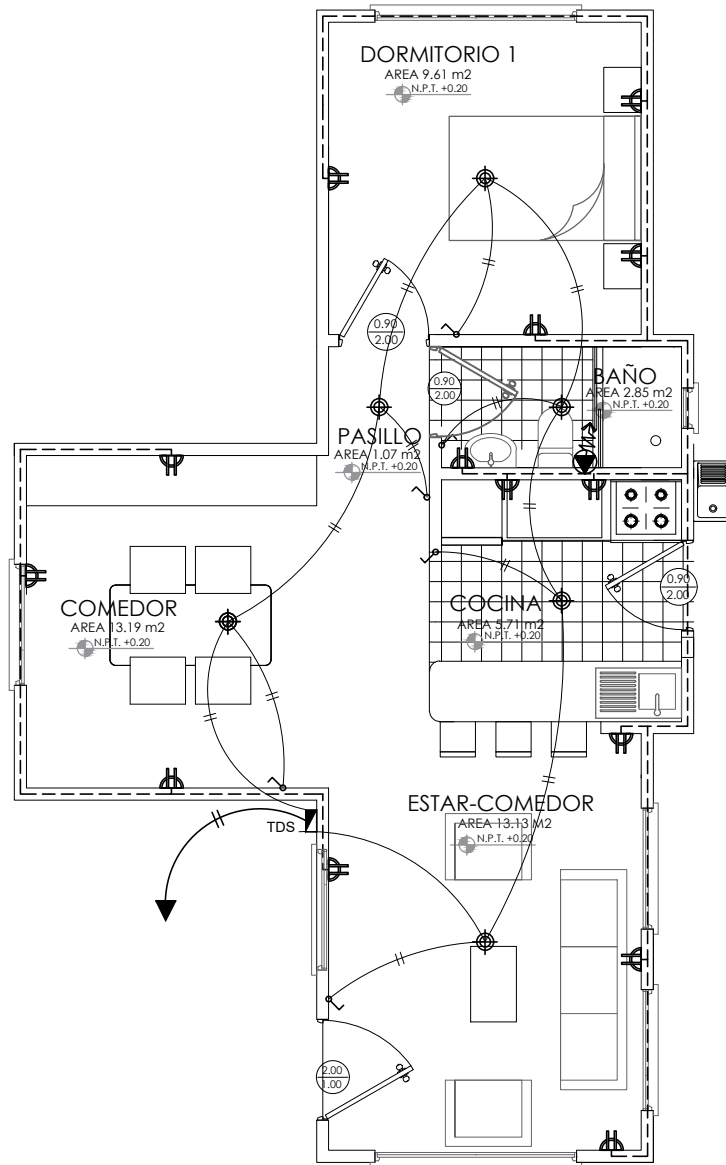 DORMITORIO 1
AREA 9.61 m2
N.P.T. +0.20
0.90
2.00
0.90
2.00
BAÑO
AREA 2.85 m2
N.P.T. +0.20
PASILLO
AREA 1.07 m2
N.P.T. +0.20
0.90
2.00
COMEDOR
AREA 13.19 m2
N.P.T. +0.20
COCINA
AREA 5.71 m2
N.P.T. +0.20
ESTAR-COMEDOR
AREA 13.13 M2
N.P.T. +0.20
TDS
2.00
1.00